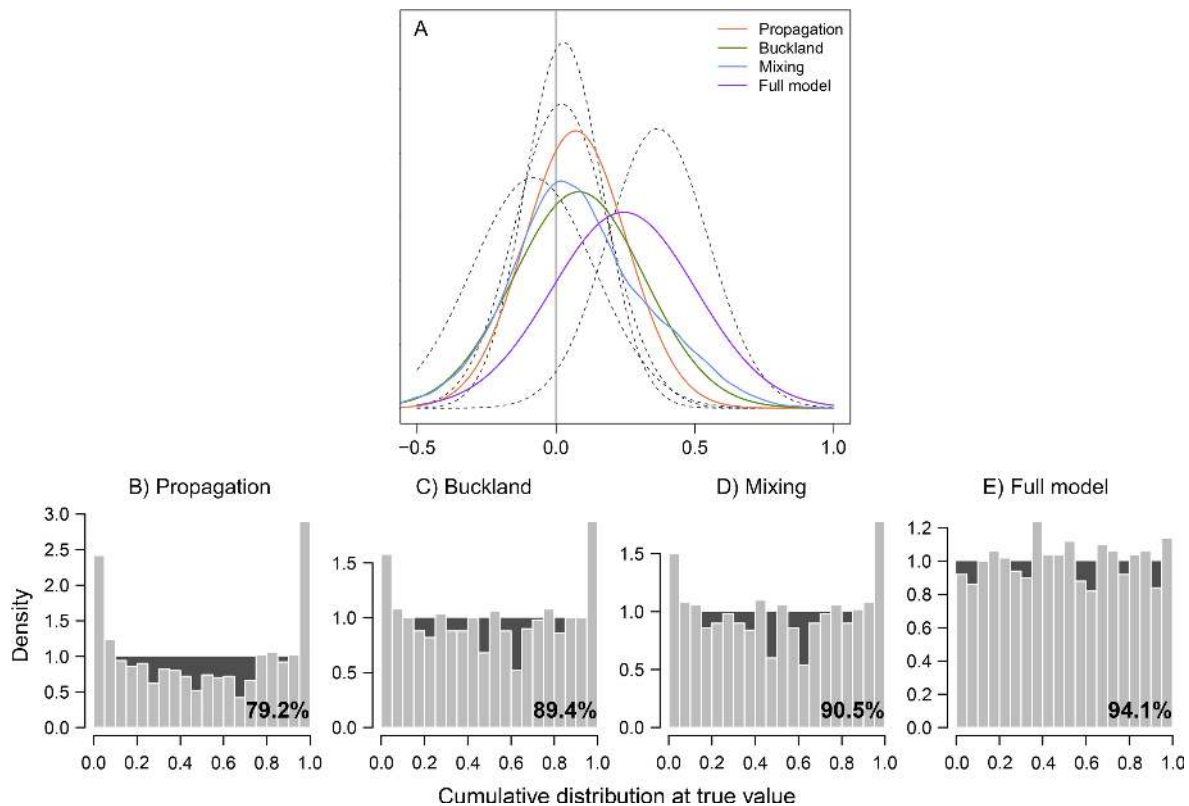 A
Propagation
Buckland
Mixing
Full model
−0.5 0.0 0.5 1.0
B) Propagation
C) Buckland
D) Mixing
E) Full model
Density
3.0
2.5
2.0
1.5
1.0
0.5
0.0
79.2%
0.0 0.2 0.4 0.6 0.8 1.0
1.5
1.0
0.5
0.0
89.4%
0.0 0.2 0.4 0.6 0.8 1.0
1.5
1.0
0.5
0.0
90.5%
0.0 0.2 0.4 0.6 0.8 1.0
1.2
1.0
0.8
0.6
0.4
0.2
0.0
94.1%
0.0 0.2 0.4 0.6 0.8 1.0
Cumulative distribution at true value